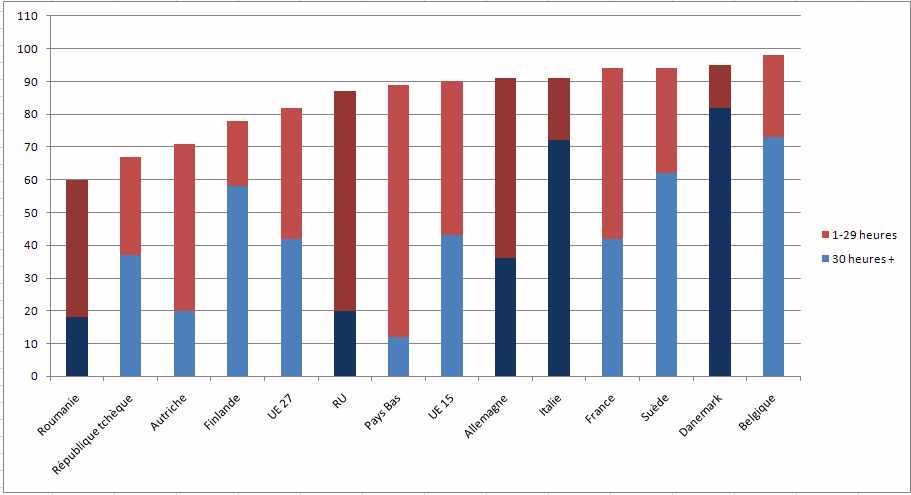 110
100
90
80
70
60
50
40
30
20
10
0
Roumanie
République tchèque
Autriche
Finlande
UE 27
RU
Pays Bas
UE 15
Allemagne
Italie
France
Suède
Danemark
Belgique
1-29 heures
30 heures +